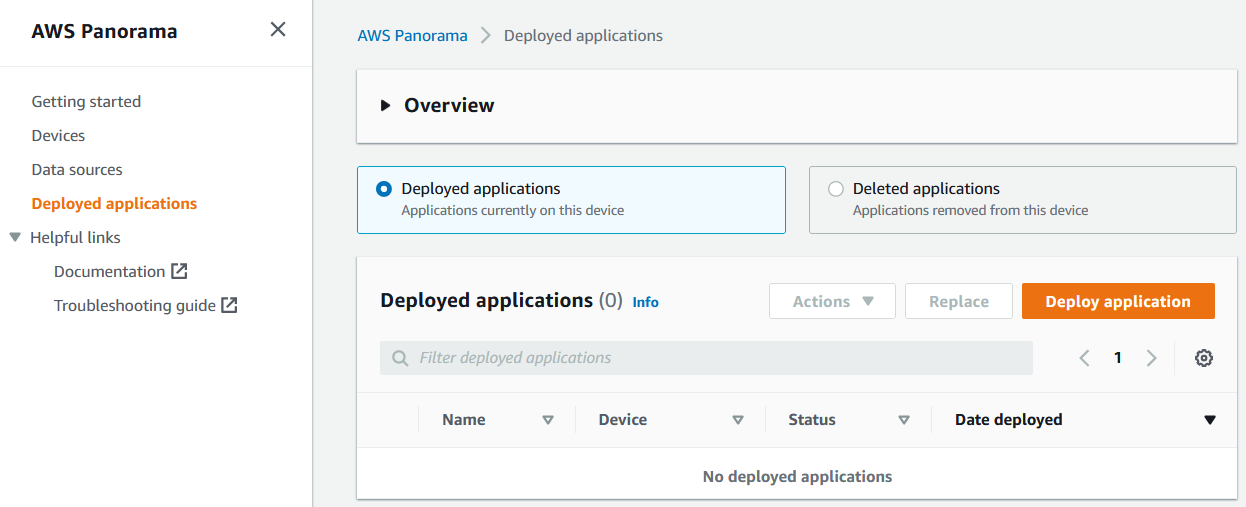 AWS Panorama
Getting started
Devices
Data sources
Deployed applications
Helpful links
Documentation
Troubleshooting guide
AWS Panorama > Deployed applications
Overview
Deployed applications
Applications currently on this device
Deleted applications
Applications removed from this device
Deployed applications (0) Info
Actions Replace Deploy application
Filter deployed applications 1
Name Device Status Date deployed
No deployed applications